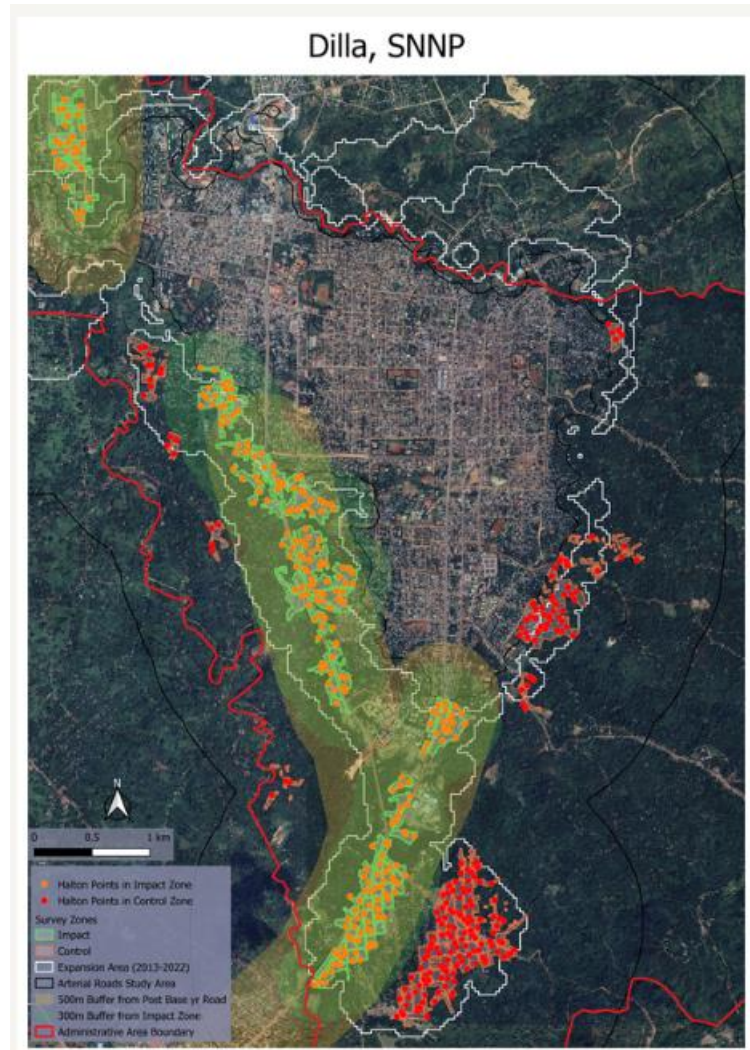 Dilla, SNNP
N
0 0.5 1 km
Halton Points in Impact Zone
Halton Points in Control Zone
Survey Zones
Impact
Control
Expansion Area (2013-2022)
Arterial Roads Study Area
500m Buffer from Post Base yr Road
300m Buffer from Impact Zone
Administrative Area Boundary